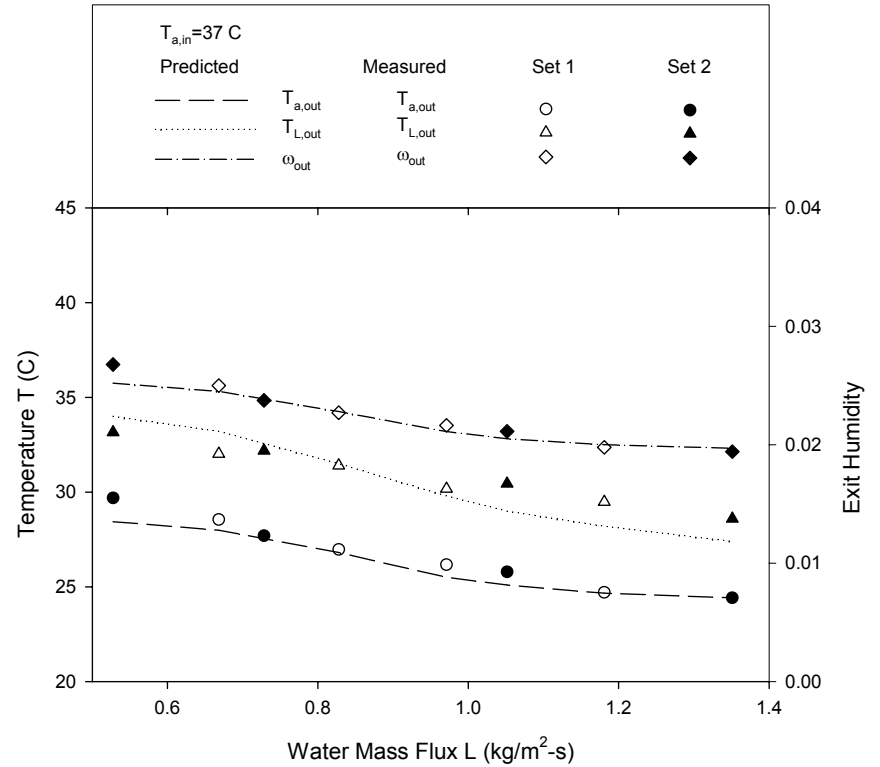 T_a,in=37 C
Predicted Measured Set 1 Set 2
T_a,out T_a,out
T_L,out T_L,out
ω_out ω_out
45 0.04
40
0.03
35
30 0.02
25 0.01
20 0.00
0.6 0.8 1.0 1.2 1.4
Temperature T (C)
Exit Humidity
Water Mass Flux L (kg/m²-s)